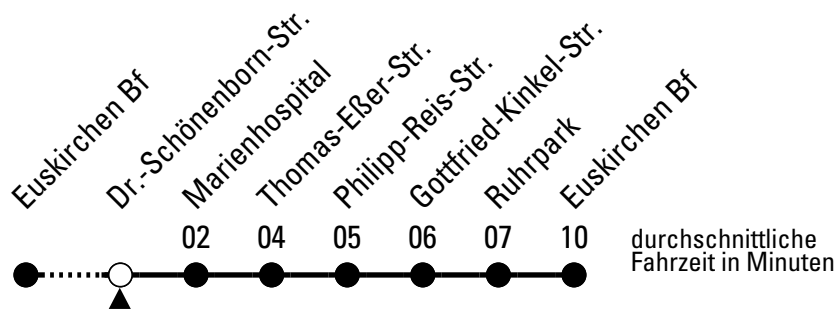 Euskirchen Bf
Dr.-Schönenborn-Str.
Marienhospital
Thomas-Eßer-Str.
Philipp-Reis-Str.
Gottfried-Kinkel-Str.
Ruhrpark
Euskirchen Bf
02 04 05 06 07 10
durchschnittliche
Fahrzeit in Minuten